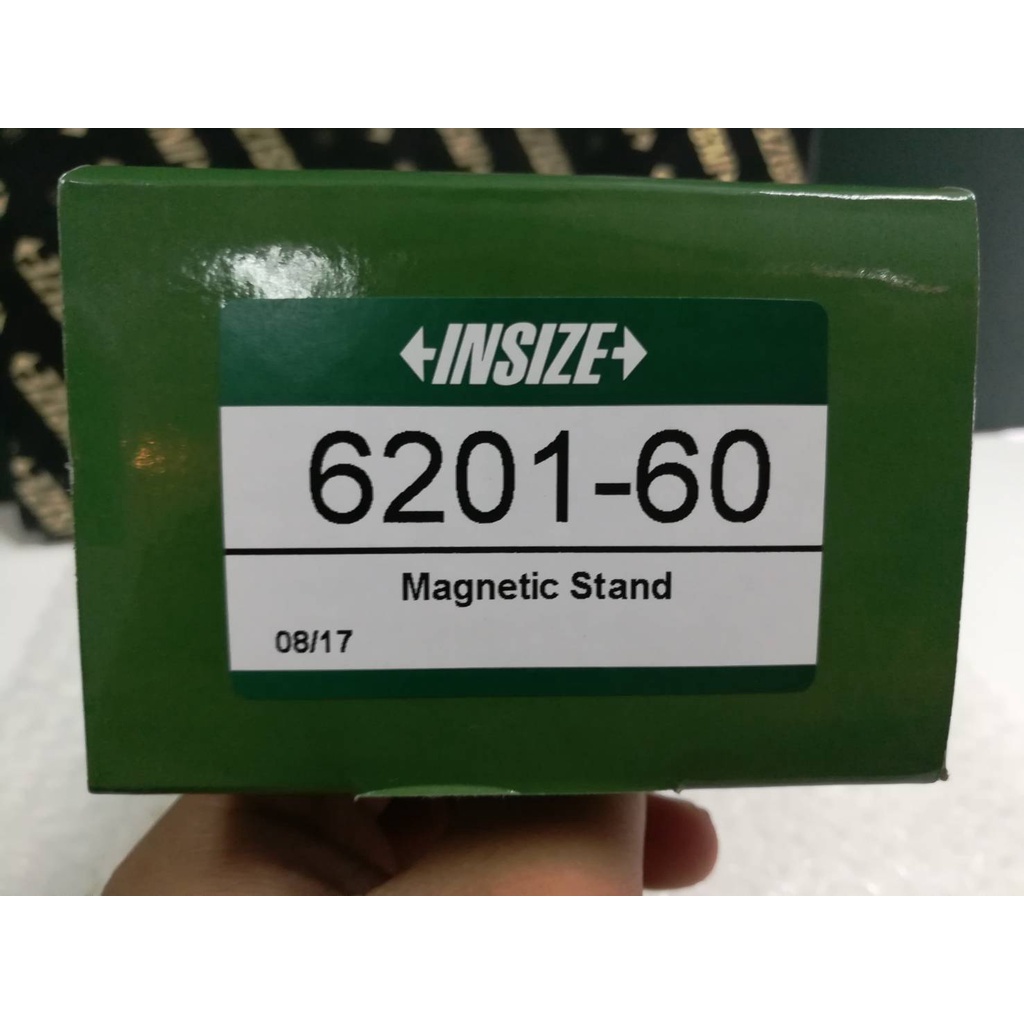 INSIZE
6201-60
Magnetic Stand
08/17